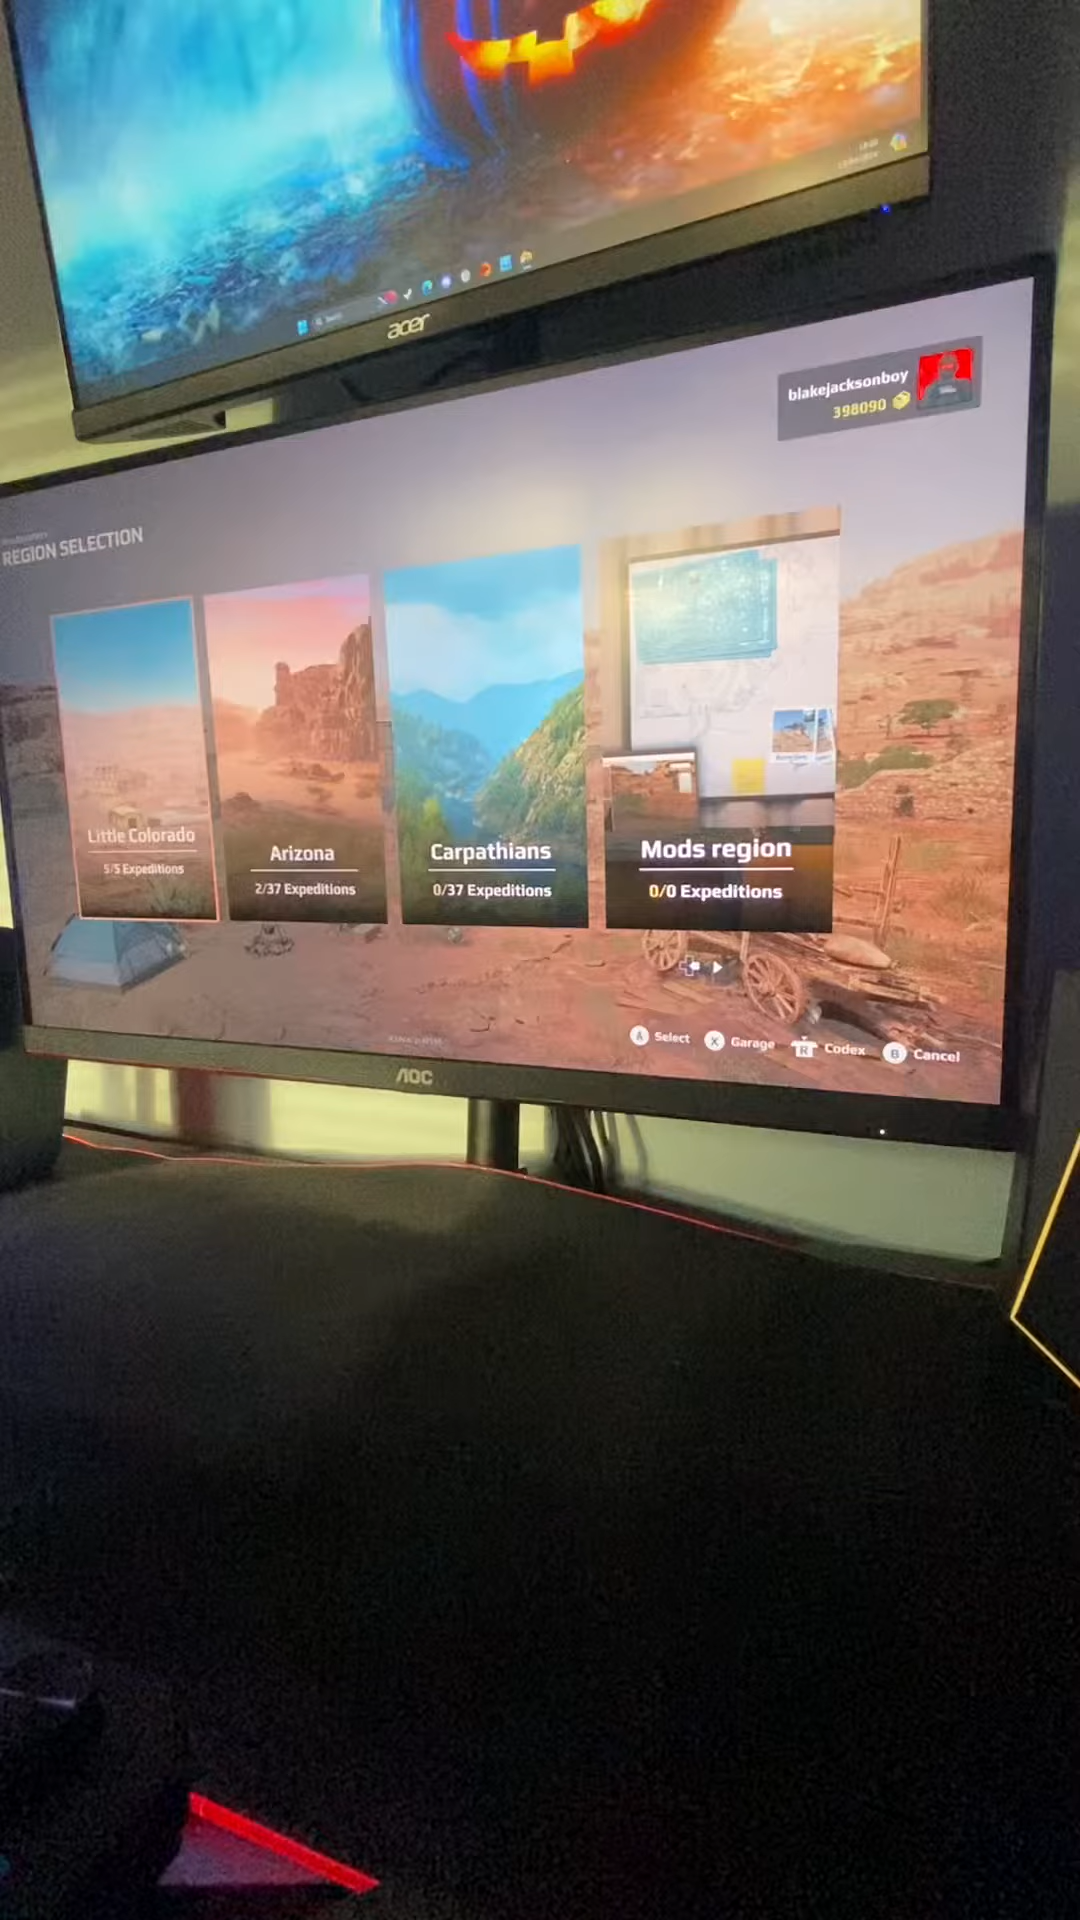 Search
acer
blakejacksonboy
398090
REGION SELECTION
Little Colorado
5/5 Expeditions
Arizona
2/37 Expeditions
Carpathians
0/37 Expeditions
Mods region
0/0 Expeditions
A Select
X Garage
R Codex
B Cancel
AOC